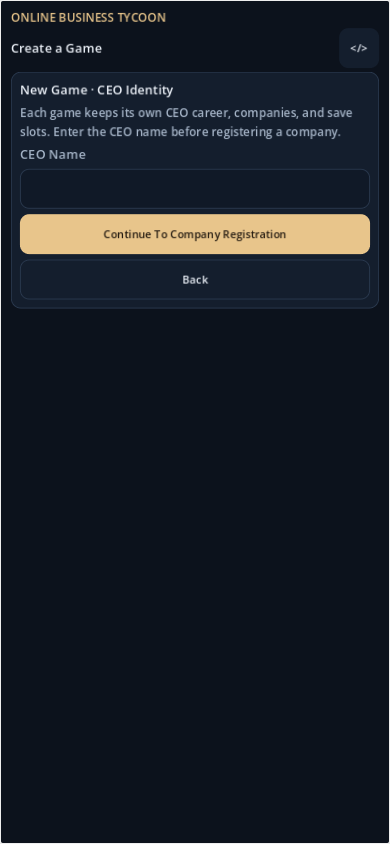 ONLINE BUSINESS TYCOON
Create a Game
</>
New Game · CEO Identity
Each game keeps its own CEO career, companies, and save
slots. Enter the CEO name before registering a company.
CEO Name
Continue To Company Registration
Back